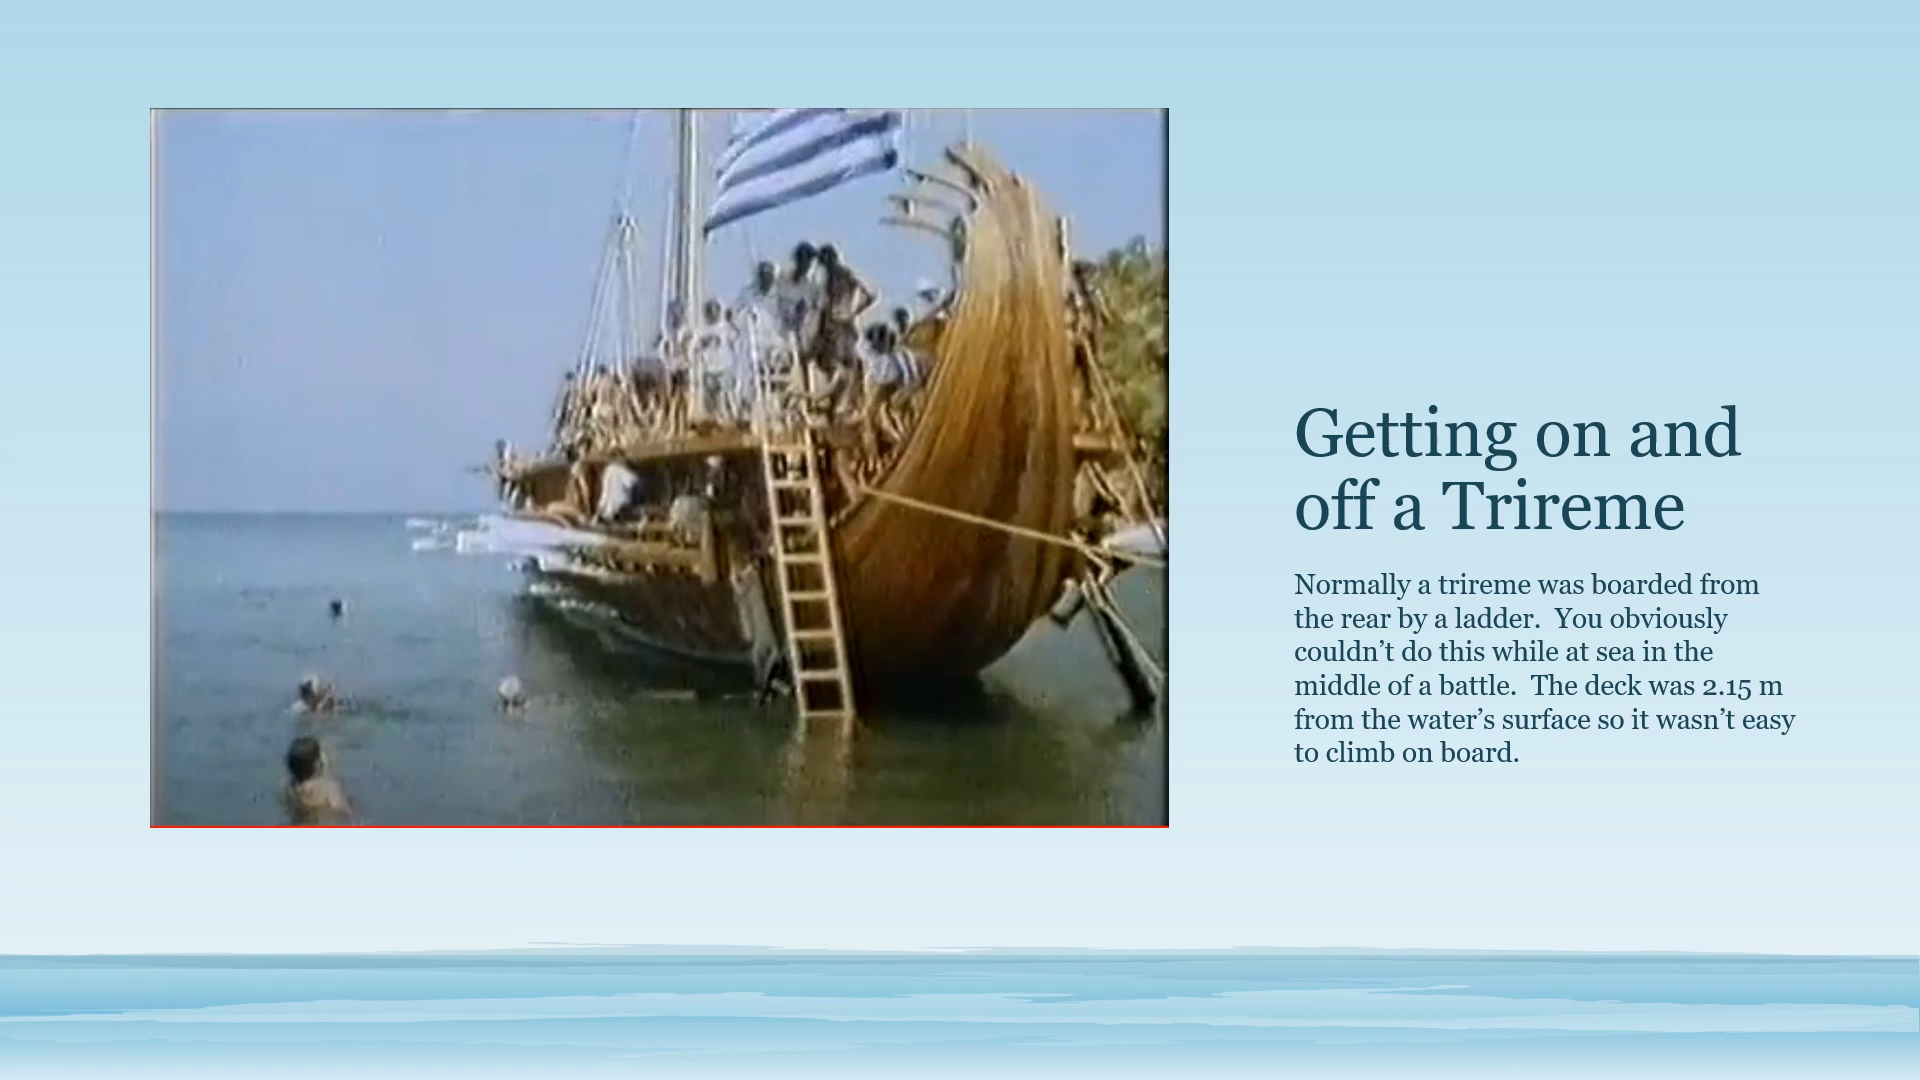 Getting on and
off a Trireme
Normally a trireme was boarded from
the rear by a ladder.  You obviously
couldn’t do this while at sea in the
middle of a battle.  The deck was 2.15 m
from the water’s surface so it wasn’t easy
to climb on board.